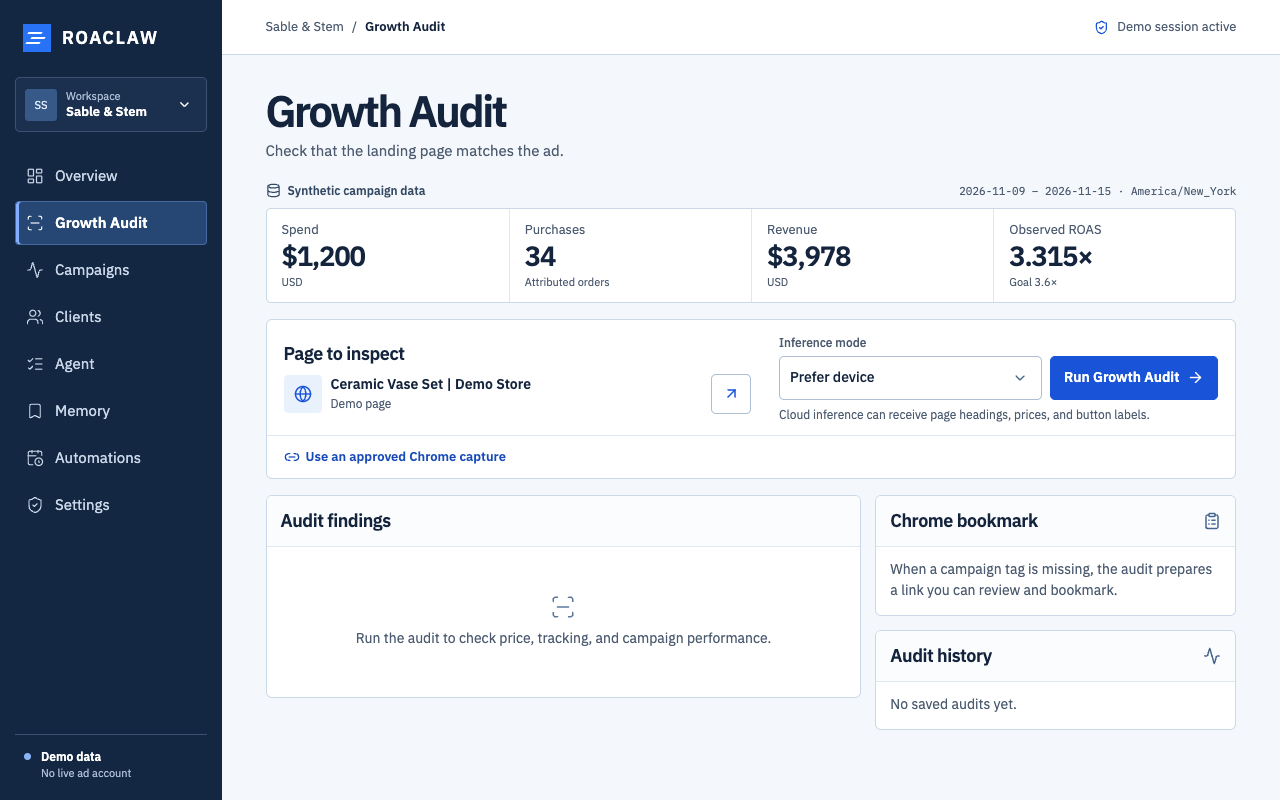 ROACLAW
Sable & Stem / Growth Audit
Demo session active
SS
Workspace
Sable & Stem
Overview
Growth Audit
Campaigns
Clients
Agent
Memory
Automations
Settings
Demo data
No live ad account
Growth Audit
Check that the landing page matches the ad.
Synthetic campaign data
2026-11-09 – 2026-11-15 · America/New_York
Spend
$1,200
USD
Purchases
34
Attributed orders
Revenue
$3,978
USD
Observed ROAS
3.315×
Goal 3.6×
Page to inspect
Ceramic Vase Set | Demo Store
Demo page
Inference mode
Prefer device
Run Growth Audit
Cloud inference can receive page headings, prices, and button labels.
Use an approved Chrome capture
Audit findings
Run the audit to check price, tracking, and campaign performance.
Chrome bookmark
When a campaign tag is missing, the audit prepares
a link you can review and bookmark.
Audit history
No saved audits yet.